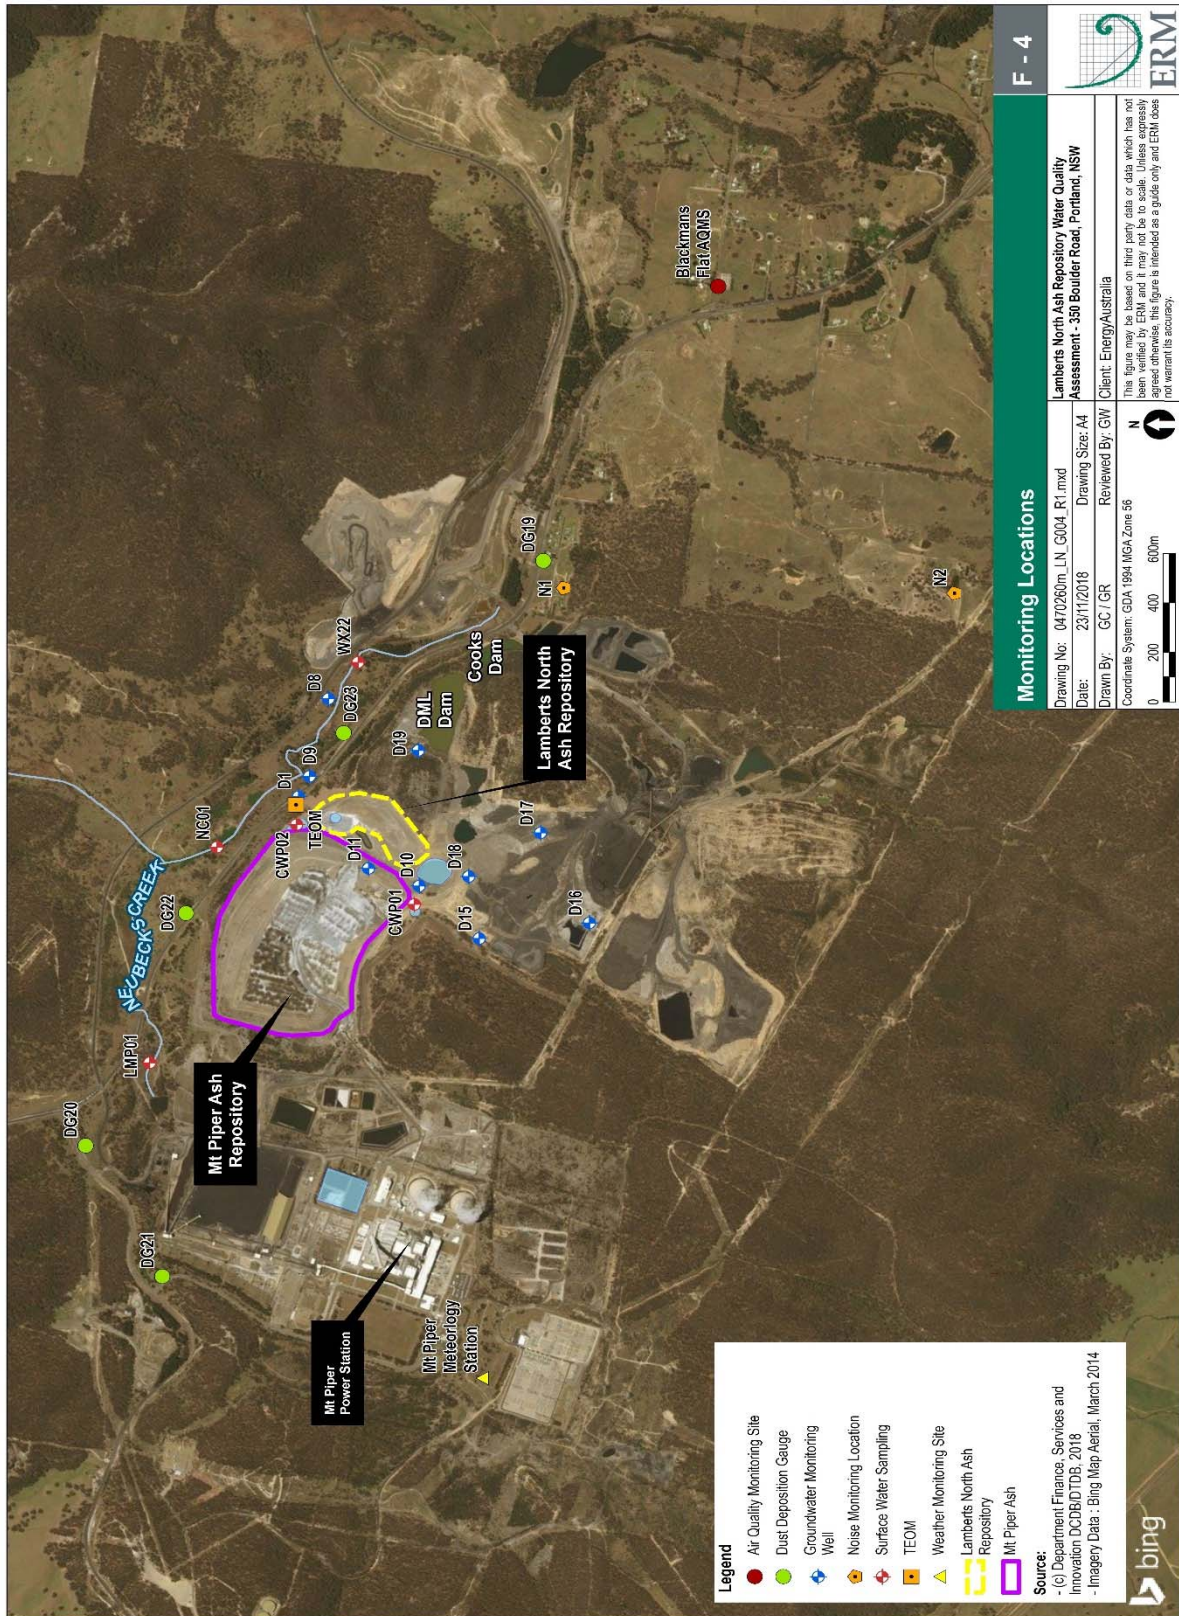 DG20
DG21
LMP01
NEUBECK'S CREEK
DG22
NC01
CWP02
D1
TEOM
D9
D8
DG23
WX22
D11
D10
CWP01
D18
D15
D16
D17
D19
DML
Dam
Cooks
Dam
N1
DG19
N2
Blackmans
Flat AQMS
Mt Piper Ash
Repository
Lamberts North
Ash Repository
Mt Piper
Power Station
Mt Piper
Meteorlogy
Station
Legend
Air Quality Monitoring Site
Dust Deposition Gauge
Groundwater Monitoring
Well
Noise Monitoring Location
Surface Water Sampling
TEOM
Weather Monitoring Site
Lamberts North Ash
Repository
Mt Piper Ash
Source:
- (c) Department Finance, Services and
Innovation DCDB/DTDB, 2018
- Imagery Data : Bing Map Aerial, March 2014
bing
Monitoring Locations
F - 4
Drawing No: 0470260m_LN_G004_R1.mxd
Date: 23/11/2018 Drawing Size: A4
Drawn By: GC / GR Reviewed By: GW
Coordinate System: GDA 1994 MGA Zone 56
0 200 400 600m
N
Lamberts North Ash Repository Water Quality
Assessment - 350 Boulder Road, Portland, NSW
Client: EnergyAustralia
This figure may be based on third party data or data which has not
been verified by ERM and it may not be to scale. Unless expressly
agreed otherwise, this figure is intended as a guide only and ERM does
not warrant its accuracy.
ERM